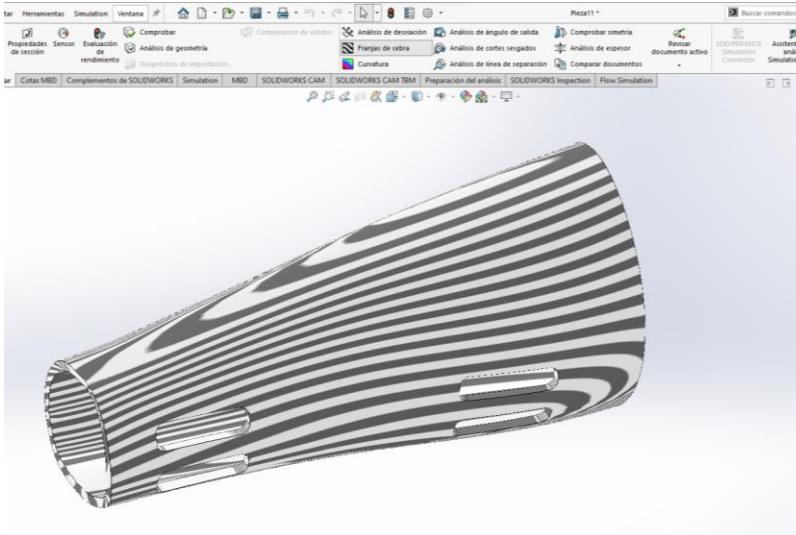 tar Herramientas Simulation Ventana Pieza11 * Buscar comandos
Propiedades de sección
Sensor
Evaluación de rendimiento
Comprobar
Análisis de geometría
Diagnóstico de importación...
Comparación de sólidos
Análisis de desviación
Franjas de cebra
Curvatura
Análisis de ángulo de salida
Análisis de cortes sesgados
Análisis de línea de separación
Comprobar simetría
Análisis de espesor
Comparar documentos
Revisar documento activo
3DEXPERIENCE Simulation Connector
Asistent aná Simulatio
ar Cotas MBD Complementos de SOLIDWORKS Simulation MBD SOLIDWORKS CAM SOLIDWORKS CAM TBM Preparación del análisis SOLIDWORKS Inspection Flow Simulation